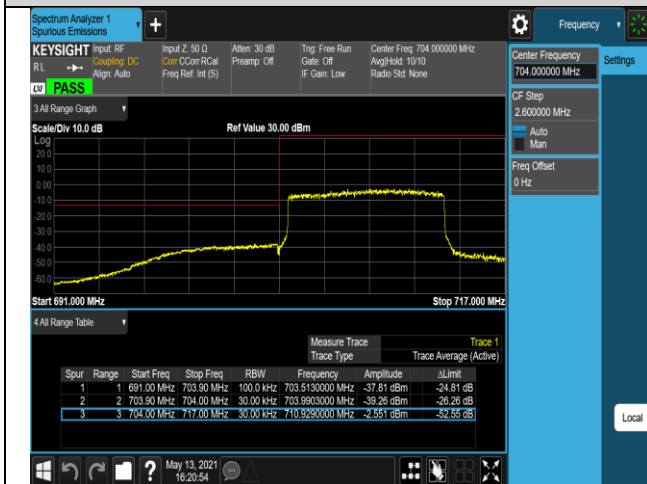 Spectrum Analyzer 1
Spurious Emissions
+
Frequency
KEYSIGHT
Input: RF
Coupling: DC
Align: Auto
Input Z: 50 Ω
Corr CCorr RCal
Freq Ref: Int (S)
Atten: 30 dB
Preamp: Off
Trig: Free Run
Gate: Off
IF Gain: Low
Center Freq: 704.000000 MHz
Avg|Hold: 10/10
Radio Std: None
RL
LXI PASS
Center Frequency
704.000000 MHz
Settings
CF Step
2.600000 MHz
Auto
Man
Freq Offset
0 Hz
Local
3 All Range Graph
Scale/Div 10.0 dB
Ref Value 30.00 dBm
Log
20.0
10.0
0.00
-10.0
-20.0
-30.0
-40.0
-50.0
-60.0
Start 691.000 MHz
Stop 717.000 MHz
4 All Range Table
Measure Trace Trace 1
Trace Type Trace Average (Active)
Spur Range Start Freq Stop Freq RBW Frequency Amplitude ΔLimit
1 1 691.00 MHz 703.90 MHz 100.0 kHz 703.5130000 MHz -37.81 dBm -24.81 dB
2 2 703.90 MHz 704.00 MHz 30.00 kHz 703.9903000 MHz -39.26 dBm -26.26 dB
3 3 704.00 MHz 717.00 MHz 30.00 kHz 710.9290000 MHz -2.551 dBm -52.55 dB
?
May 13, 2021
16:20:54